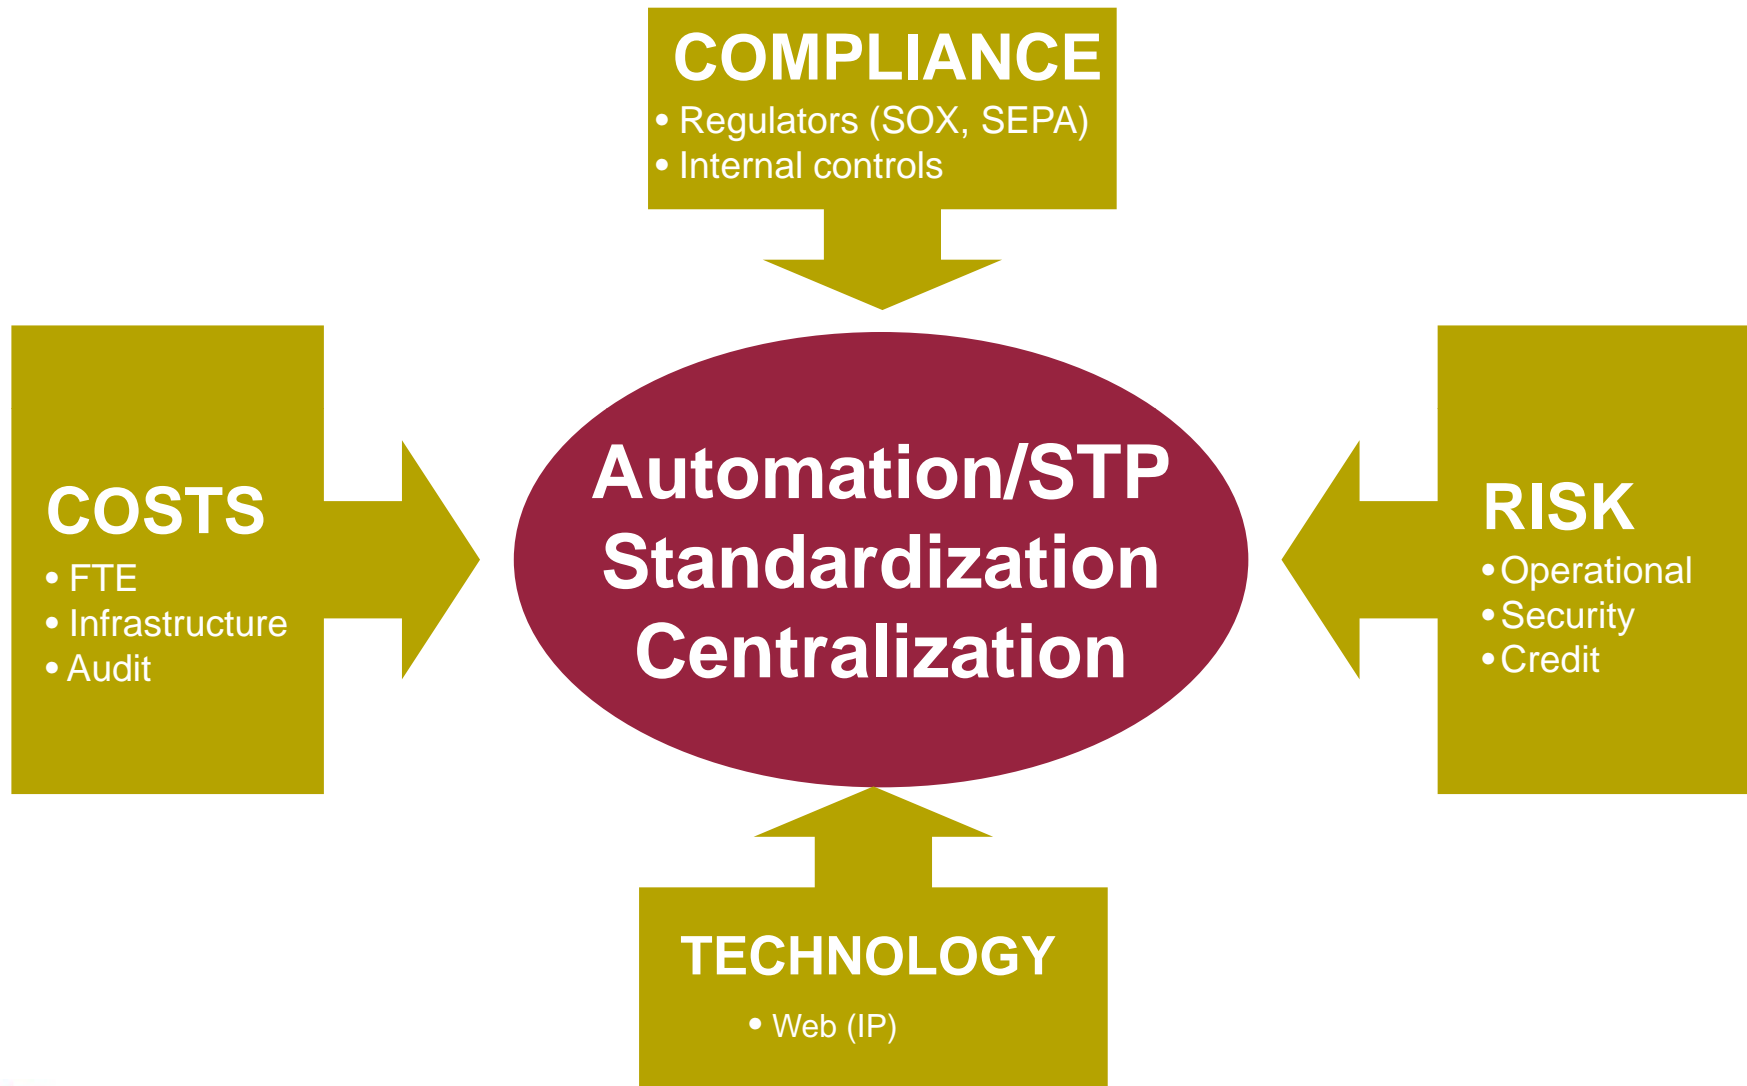 COMPLIANCE
• Regulators (SOX, SEPA)
• Internal controls
COSTS
• FTE
• Infrastructure
• Audit
Automation/STP
Standardization
Centralization
RISK
• Operational
• Security
• Credit
TECHNOLOGY
• Web (IP)